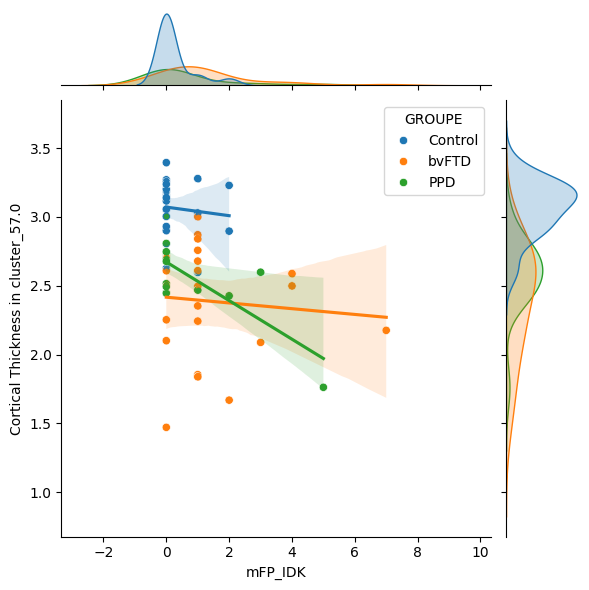 GROUPE
Control
bvFTD
PPD
Cortical Thickness in cluster_57.0
3.5
3.0
2.5
2.0
1.5
1.0
−2 0 2 4 6 8 10
mFP_IDK